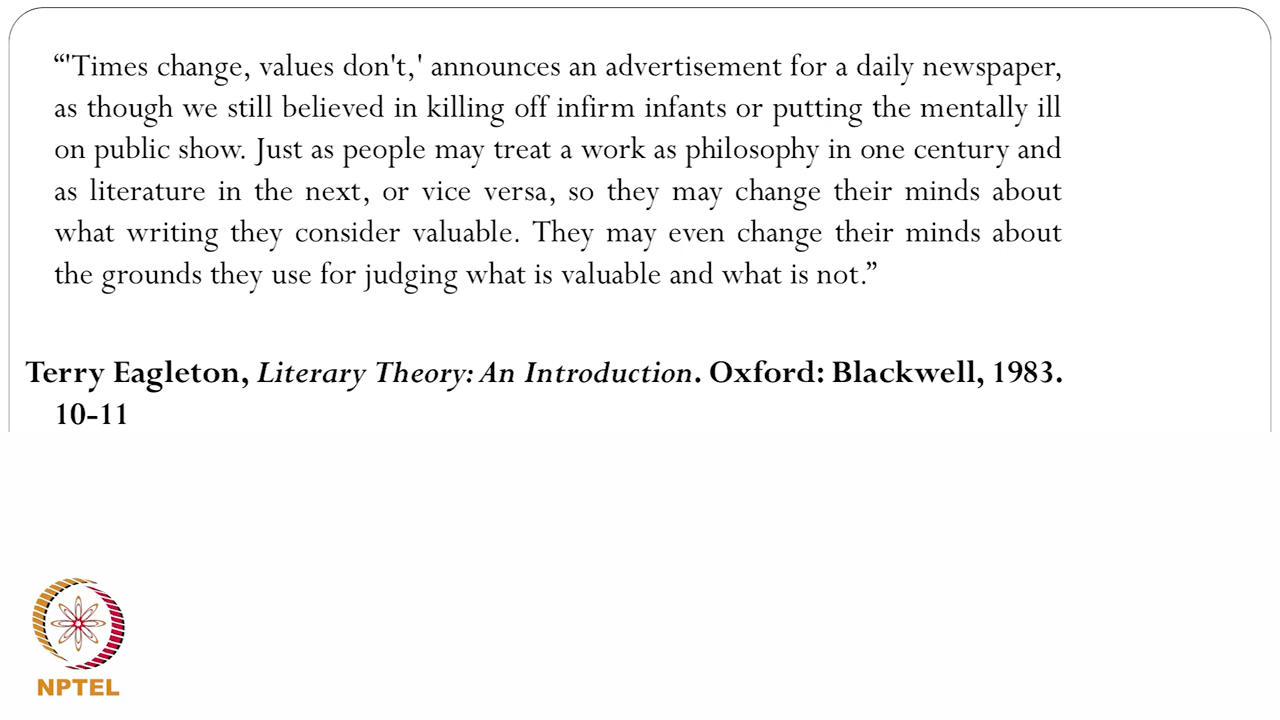 “'Times change, values don't,' announces an advertisement for a daily newspaper,
as though we still believed in killing off infirm infants or putting the mentally ill
on public show. Just as people may treat a work as philosophy in one century and
as literature in the next, or vice versa, so they may change their minds about
what writing they consider valuable. They may even change their minds about
the grounds they use for judging what is valuable and what is not.”
Terry Eagleton, Literary Theory: An Introduction. Oxford: Blackwell, 1983.
10-11
NPTEL